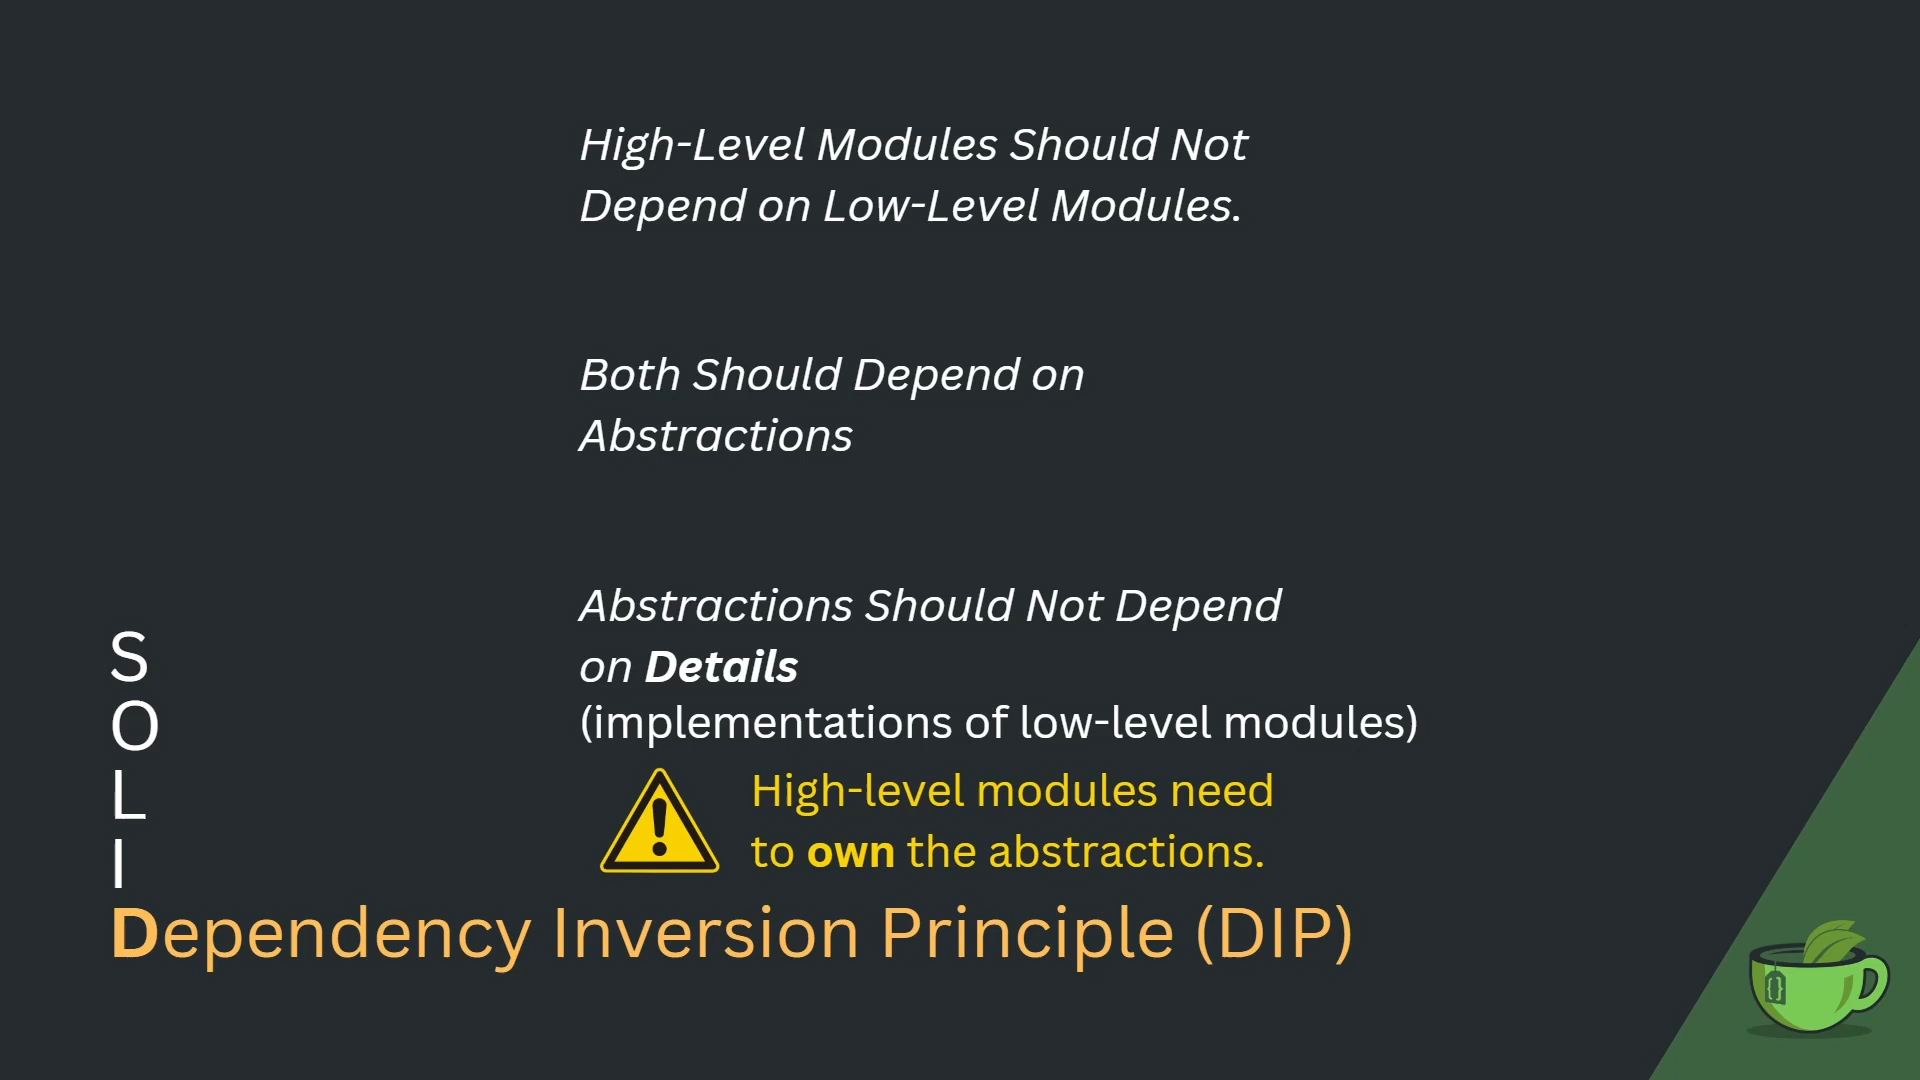 High-Level Modules Should Not
Depend on Low-Level Modules.
Both Should Depend on
Abstractions
Abstractions Should Not Depend
on Details
(implementations of low-level modules)
High-level modules need
to own the abstractions.
S
O
L
I
Dependency Inversion Principle (DIP)
{}